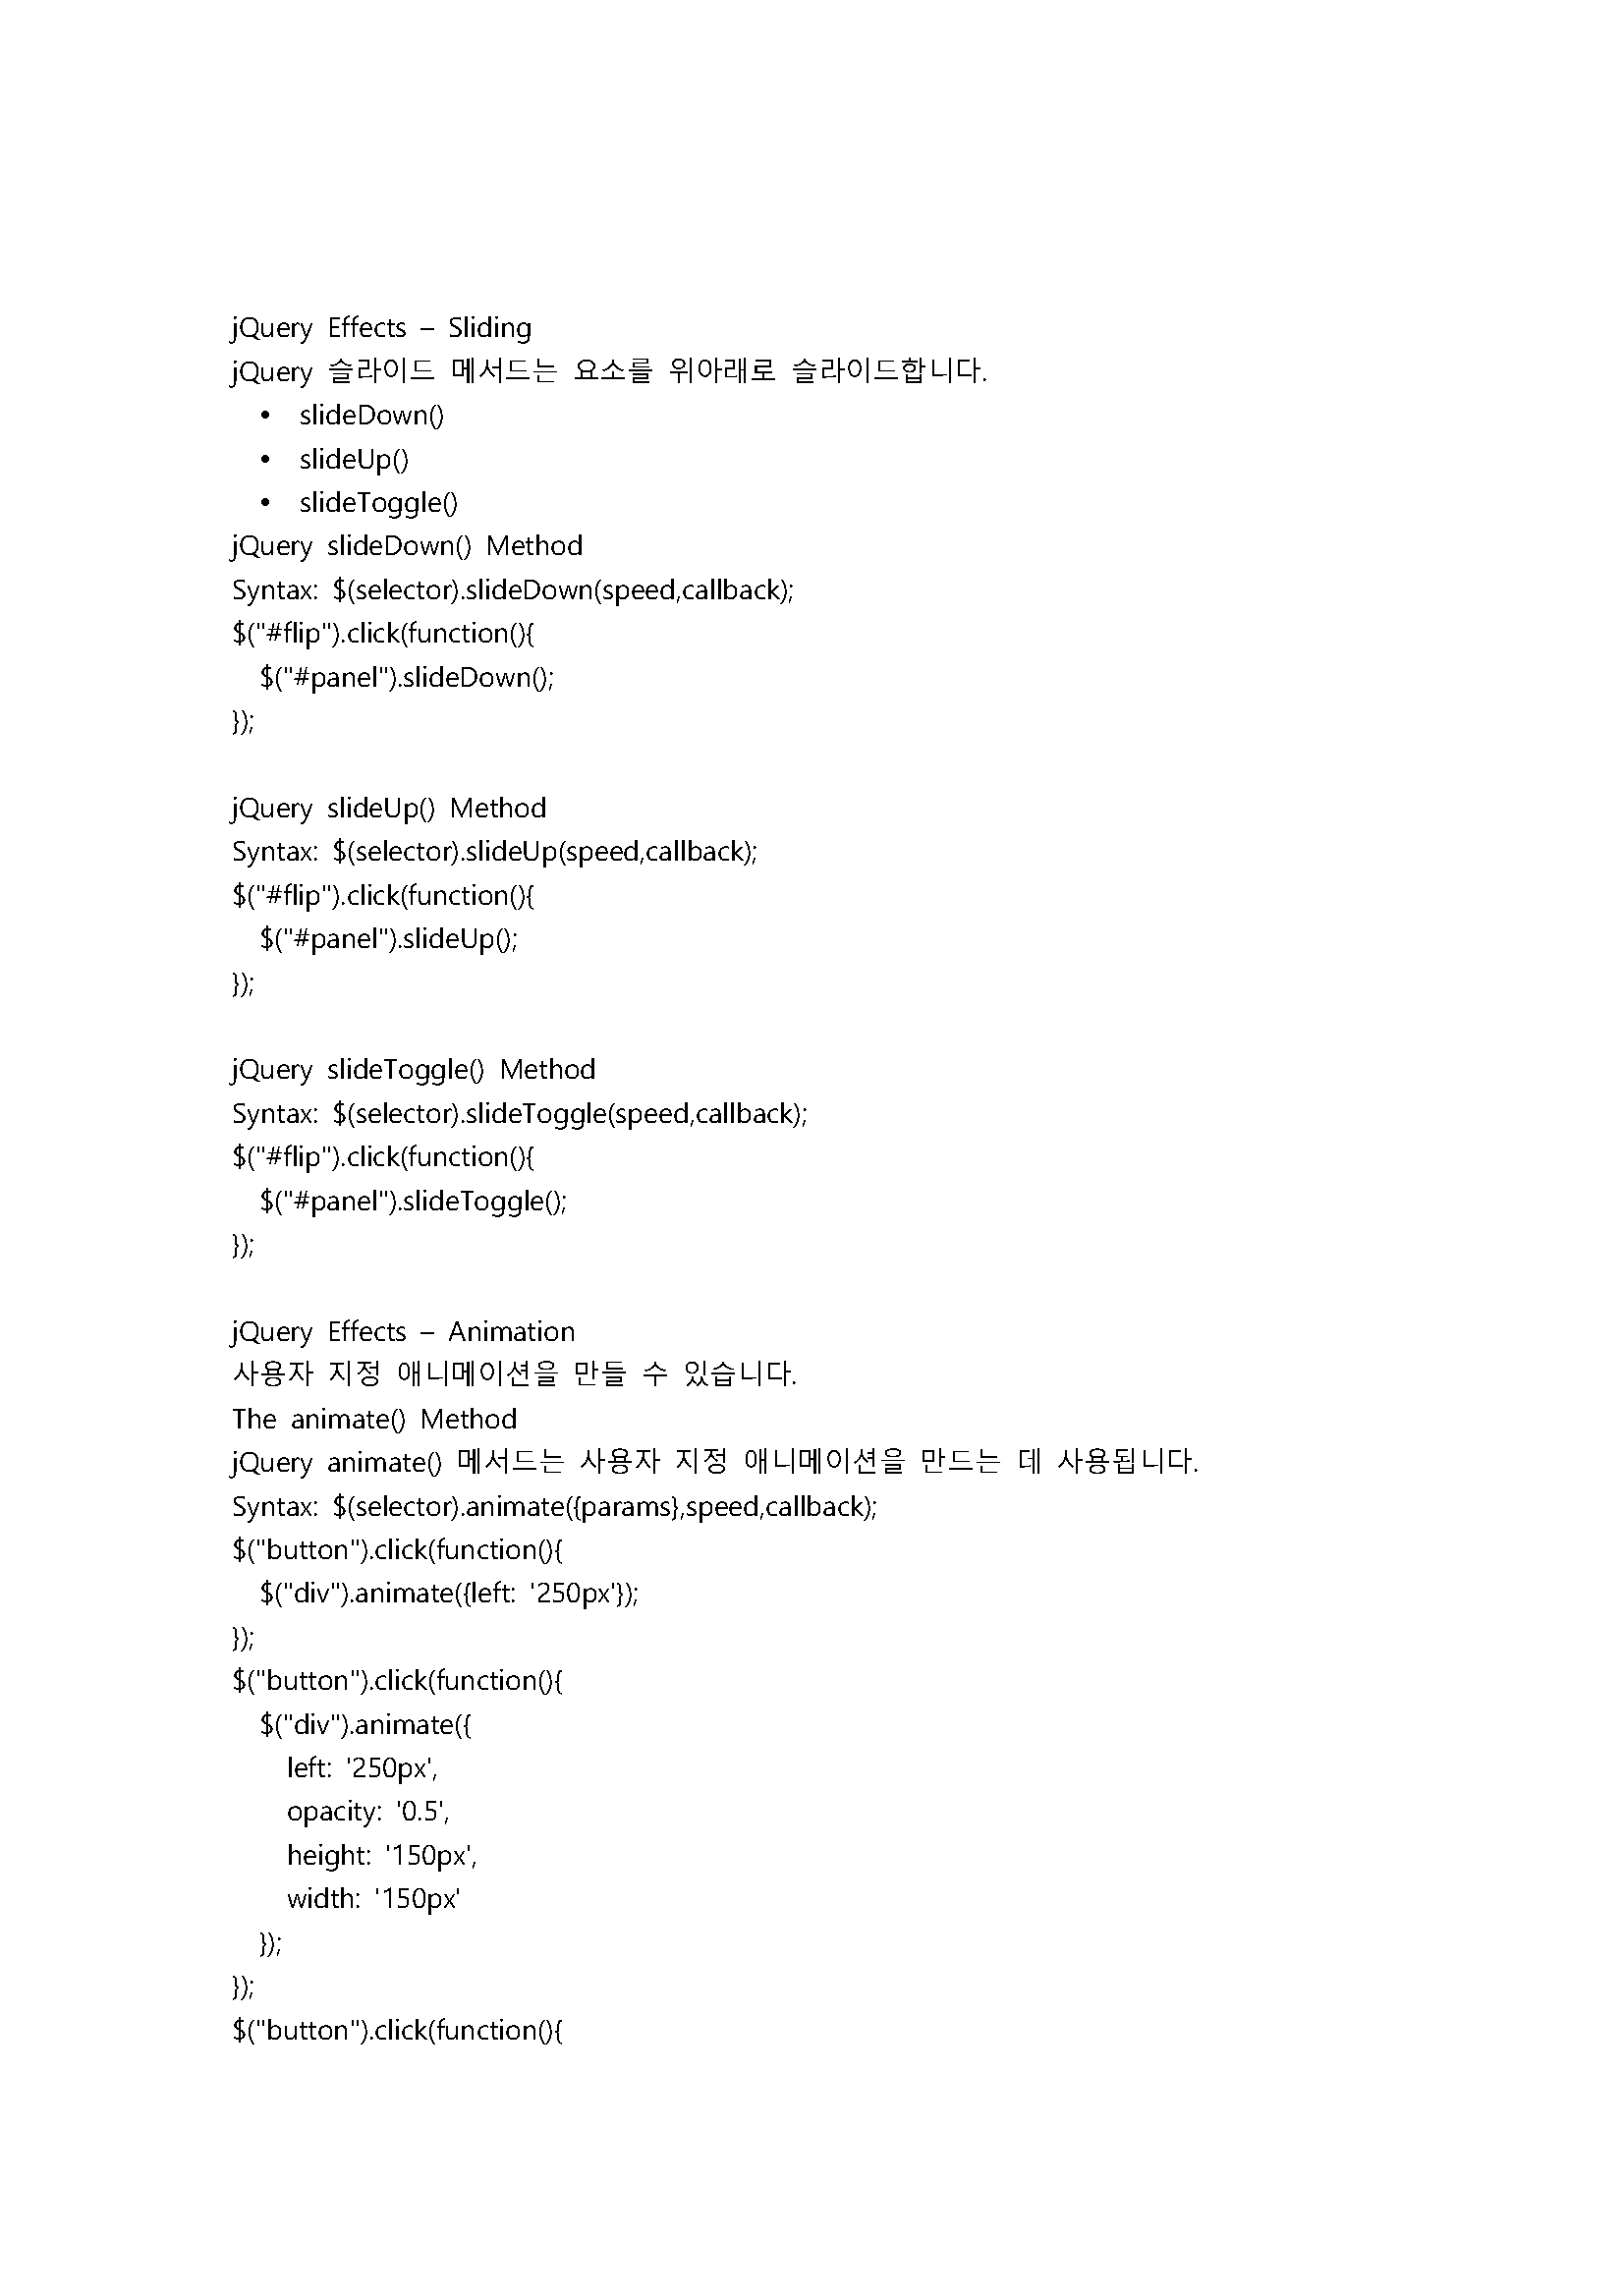 jQuery Effects – Sliding
jQuery 슬라이드 메서드는 요소를 위아래로 슬라이드합니다.
• slideDown()
• slideUp()
• slideToggle()
jQuery slideDown() Method
Syntax: $(selector).slideDown(speed,callback);
$("#flip").click(function(){
  $("#panel").slideDown();
});

jQuery slideUp() Method
Syntax: $(selector).slideUp(speed,callback);
$("#flip").click(function(){
  $("#panel").slideUp();
});

jQuery slideToggle() Method
Syntax: $(selector).slideToggle(speed,callback);
$("#flip").click(function(){
  $("#panel").slideToggle();
});

jQuery Effects – Animation
사용자 지정 애니메이션을 만들 수 있습니다.
The animate() Method
jQuery animate() 메서드는 사용자 지정 애니메이션을 만드는 데 사용됩니다.
Syntax: $(selector).animate({params},speed,callback);
$("button").click(function(){
  $("div").animate({left: '250px'});
});
$("button").click(function(){
  $("div").animate({
    left: '250px',
    opacity: '0.5',
    height: '150px',
    width: '150px'
  });
});
$("button").click(function(){